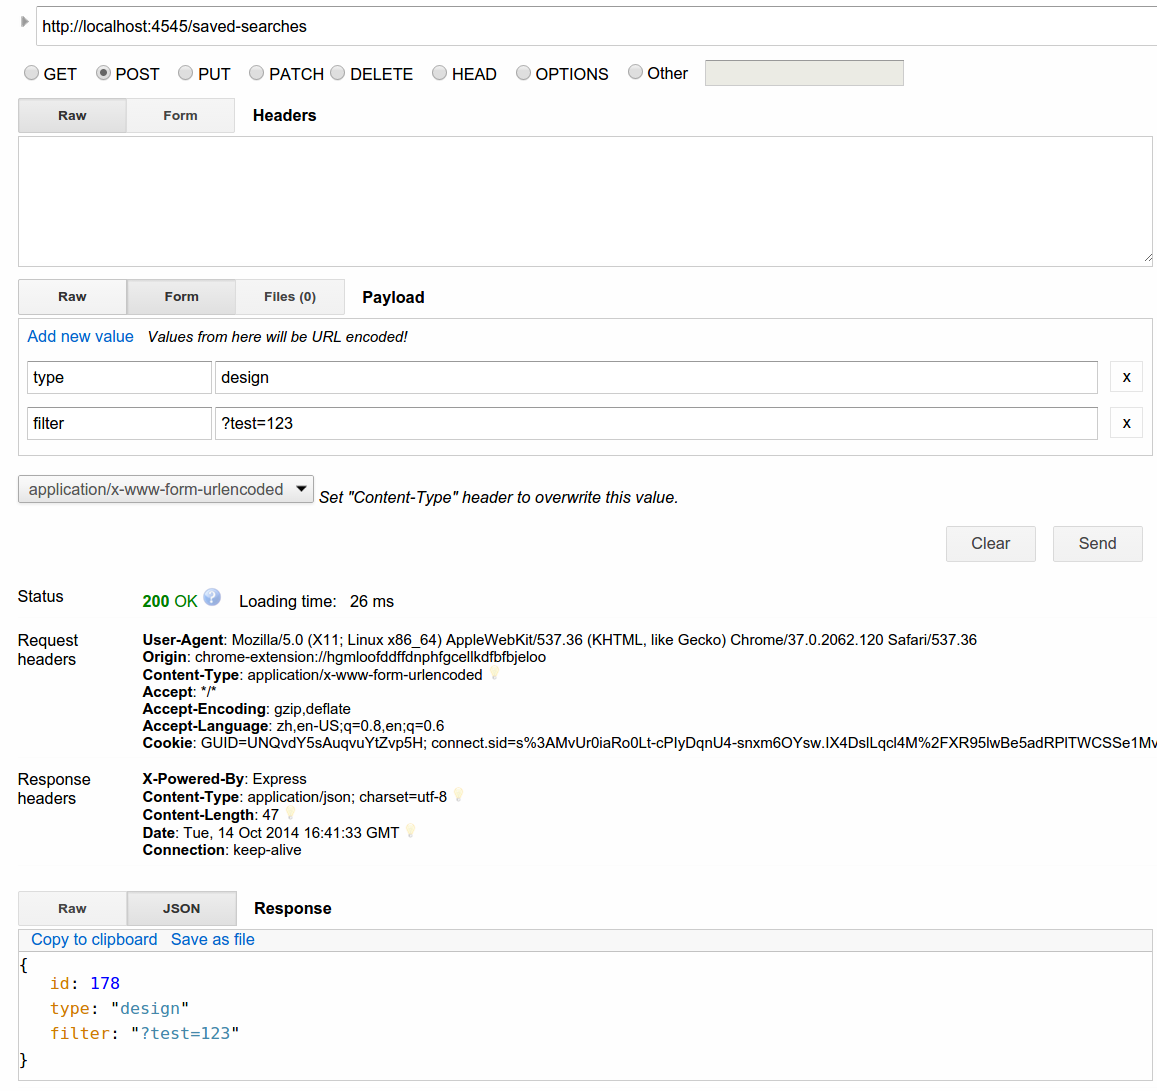 http://localhost:4545/saved-searches
GET POST PUT PATCH DELETE HEAD OPTIONS Other
Raw Form Headers
Raw Form Files (0) Payload
Add new value Values from here will be URL encoded!
type design x
filter ?test=123 x
application/x-www-form-urlencoded Set "Content-Type" header to overwrite this value.
Clear Send
Status 200 OK ? Loading time: 26 ms
Request headers
User-Agent: Mozilla/5.0 (X11; Linux x86_64) AppleWebKit/537.36 (KHTML, like Gecko) Chrome/37.0.2062.120 Safari/537.36
Origin: chrome-extension://hgmloofddffdnphfgcellkdfbfbjeloo
Content-Type: application/x-www-form-urlencoded
Accept: */*
Accept-Encoding: gzip,deflate
Accept-Language: zh,en-US;q=0.8,en;q=0.6
Cookie: GUID=UNQvdY5sAuqvuYtZvp5H; connect.sid=s%3AMvUr0iaRo0Lt-cPIyDqnU4-snxm6OYsw.IX4DslLqcl4M%2FXR95lwBe5adRPlTWCSSe1Mv
Response headers
X-Powered-By: Express
Content-Type: application/json; charset=utf-8
Content-Length: 47
Date: Tue, 14 Oct 2014 16:41:33 GMT
Connection: keep-alive
Raw JSON Response
Copy to clipboard Save as file
{
id: 178
type: "design"
filter: "?test=123"
}